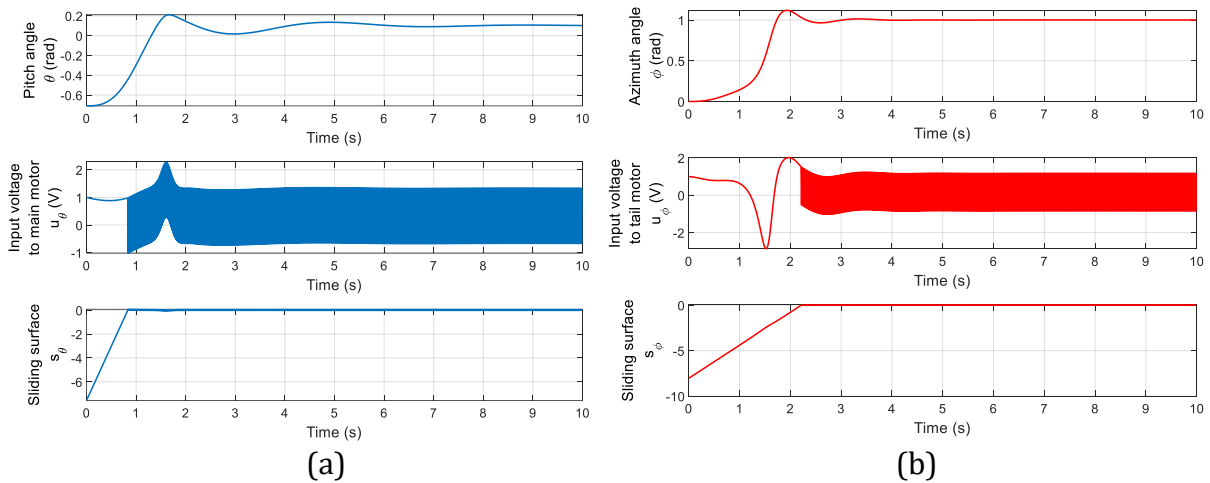 Pitch angle
θ (rad)
0.2
0
-0.2
-0.4
-0.6
0 1 2 3 4 5 6 7 8 9 10
Time (s)
Input voltage
to main motor
u_θ (V)
2
1
0
-1
0 1 2 3 4 5 6 7 8 9 10
Time (s)
Sliding surface
s_θ
0
-2
-4
-6
0 1 2 3 4 5 6 7 8 9 10
Time (s)
(a)
Azimuth angle
ϕ (rad)
1
0.5
0
0 1 2 3 4 5 6 7 8 9 10
Time (s)
Input voltage
to tail motor
u_ϕ (V)
2
0
-2
0 1 2 3 4 5 6 7 8 9 10
Time (s)
Sliding surface
s_ϕ
0
-5
-10
0 1 2 3 4 5 6 7 8 9 10
Time (s)
(b)